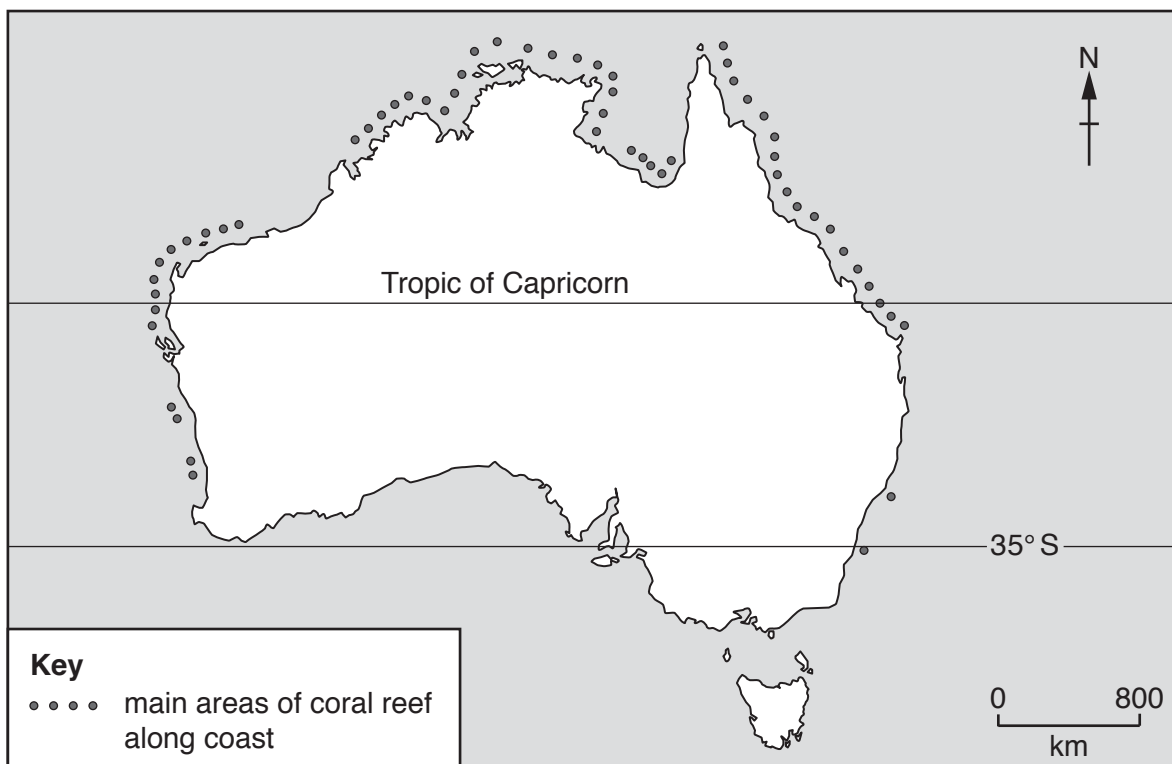 N
Tropic of Capricorn
35° S
Key
main areas of coral reef
along coast
0 800
km